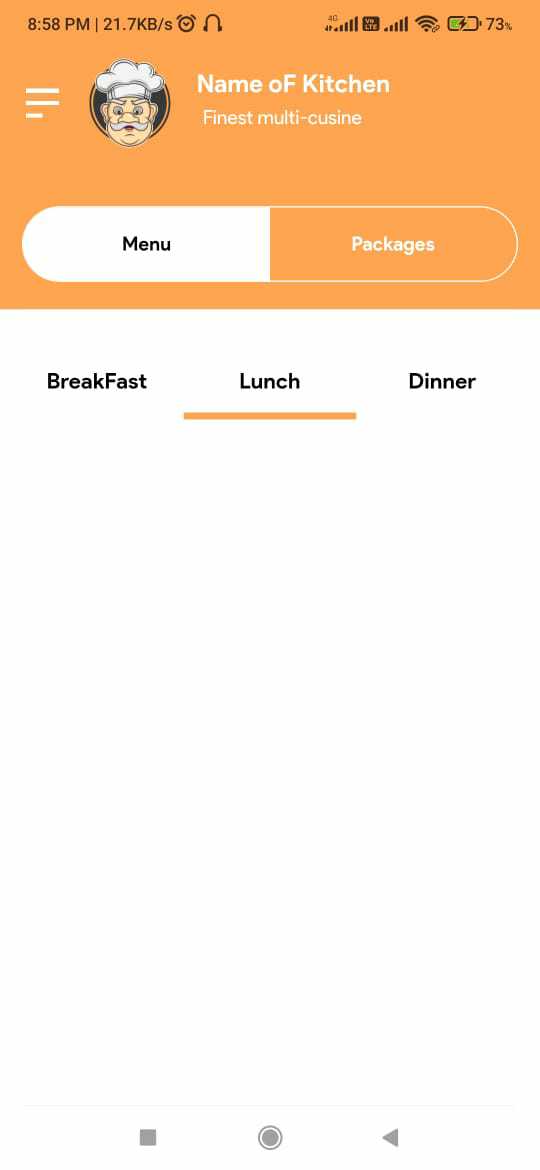 8:58 PM | 21.7KB/s 4G Vo LTE 73%
Name oF Kitchen
Finest multi-cusine
Menu Packages
BreakFast Lunch Dinner